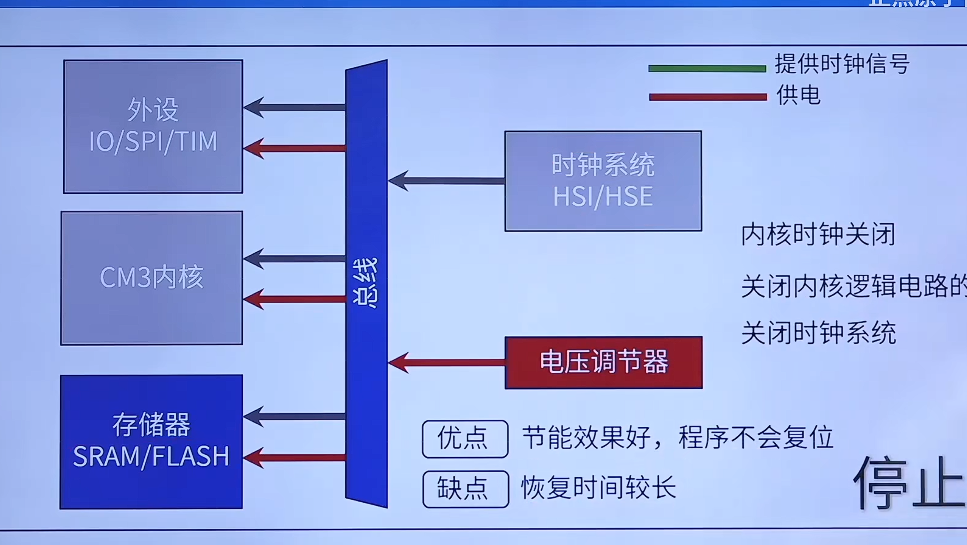 提供时钟信号
供电
外设
IO/SPI/TIM
时钟系统
HSI/HSE
内核时钟关闭
CM3内核
总线
关闭内核逻辑电路的
关闭时钟系统
电压调节器
存储器
SRAM/FLASH
优点
节能效果好，程序不会复位
缺点
恢复时间较长
停止